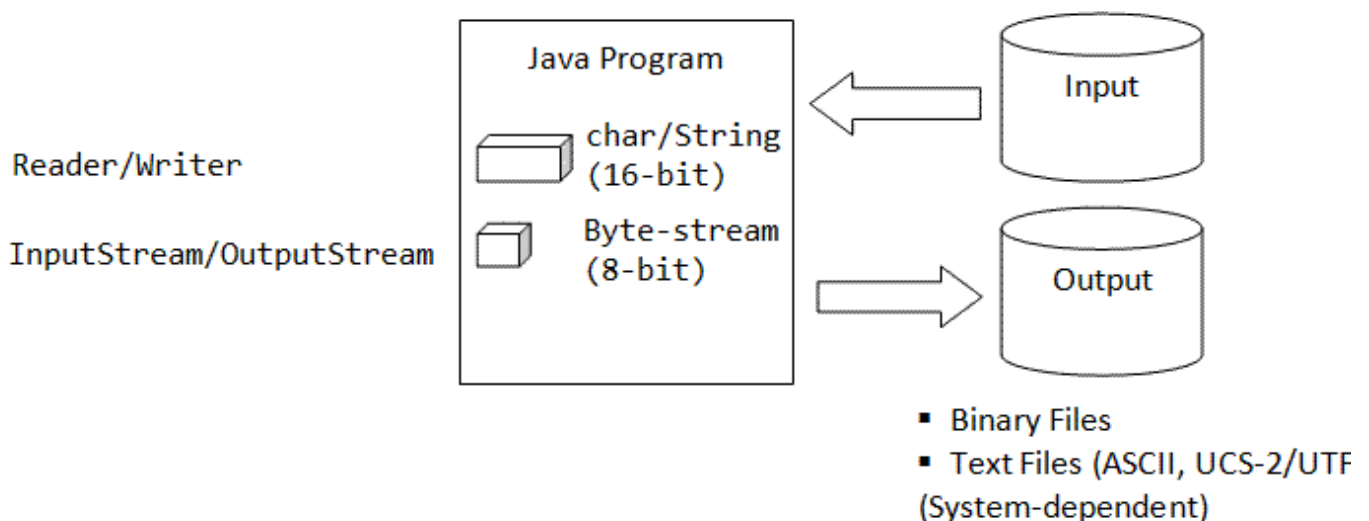 Java Program
Input
char/String
(16-bit)
Reader/Writer
Byte-stream
(8-bit)
InputStream/OutputStream
Output
▪ Binary Files
▪ Text Files (ASCII, UCS-2/UTF
(System-dependent)